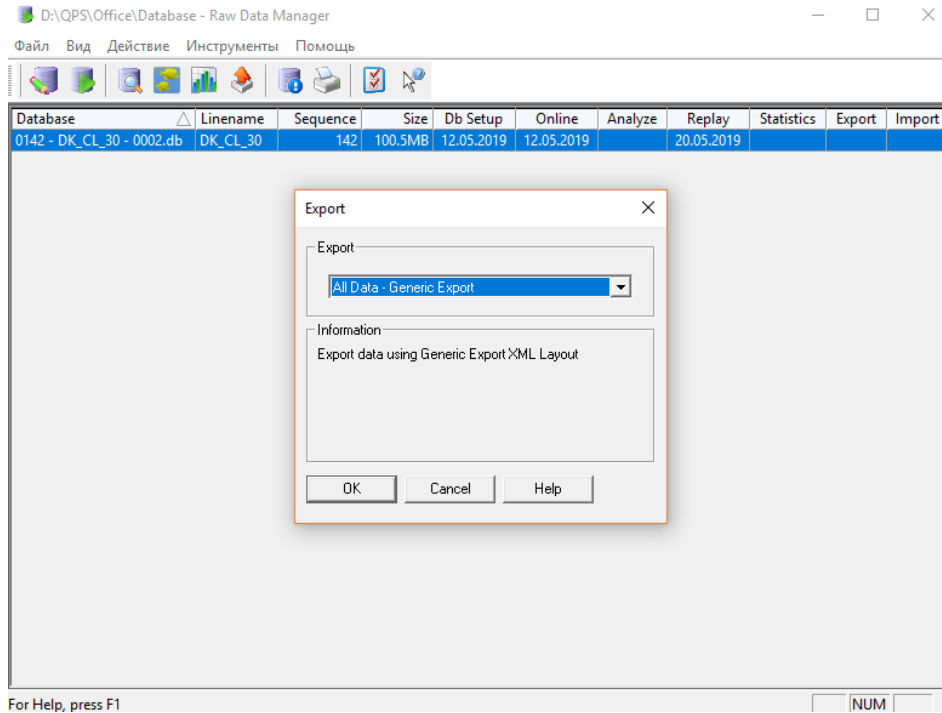 D:\QPS\Office\Database - Raw Data Manager
Файл Вид Действие Инструменты Помощь
Database Linename Sequence Size Db Setup Online Analyze Replay Statistics Export Import
0142 - DK_CL_30 - 0002.db DK_CL_30 142 100.5MB 12.05.2019 12.05.2019 20.05.2019
Export
Export
All Data - Generic Export
Information
Export data using Generic Export XML Layout
OK Cancel Help
For Help, press F1 NUM